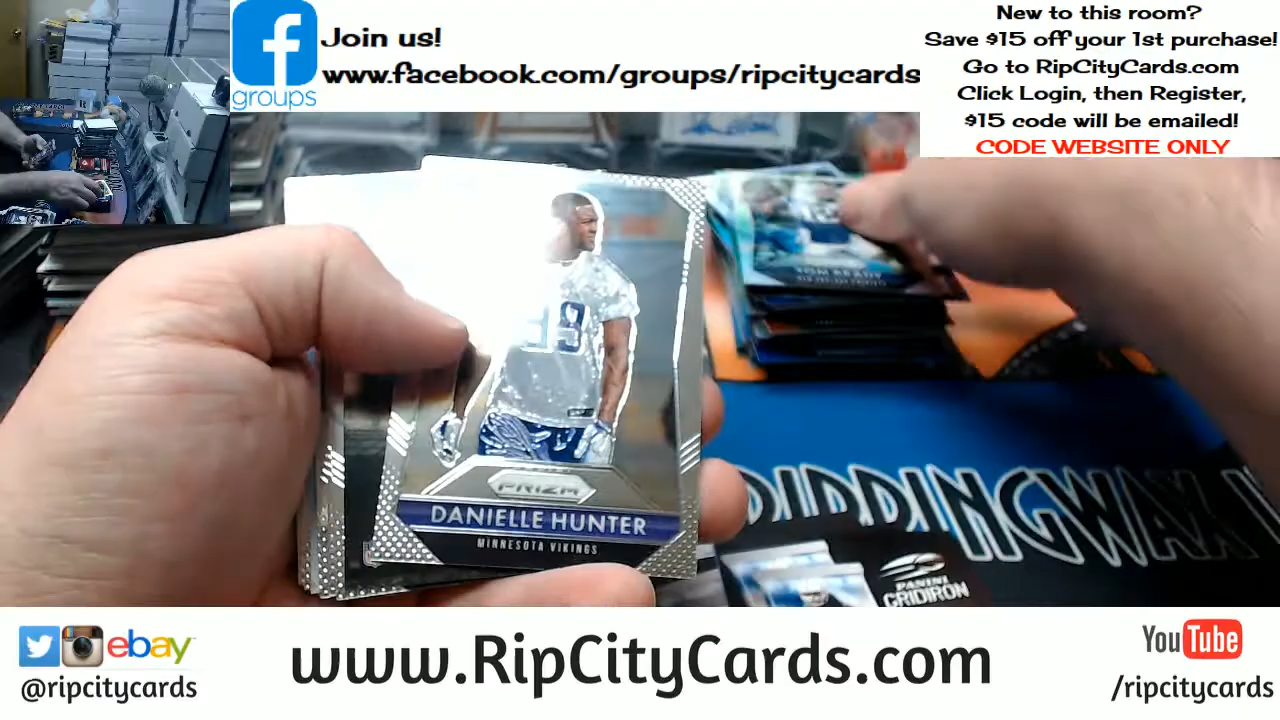 Join us!
www.facebook.com/groups/ripcitycards
groups
New to this room?
Save $15 off your 1st purchase!
Go to RipCityCards.com
Click Login, then Register,
$15 code will be emailed!
CODE WEBSITE ONLY
TOM BRADY
99
PRIZM
DANIELLE HUNTER
MINNESOTA VIKINGS
PANINI
GRIDIRON
ebay
@ripcitycards
www.RipCityCards.com
YouTube
/ripcitycards